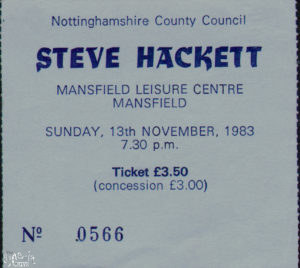 Nottinghamshire County Council
STEVE HACKETT
MANSFIELD LEISURE CENTRE
MANSFIELD
SUNDAY, 13th NOVEMBER, 1983
7.30 p.m.
Ticket £3.50
(concession £3.00)
Nº 0566